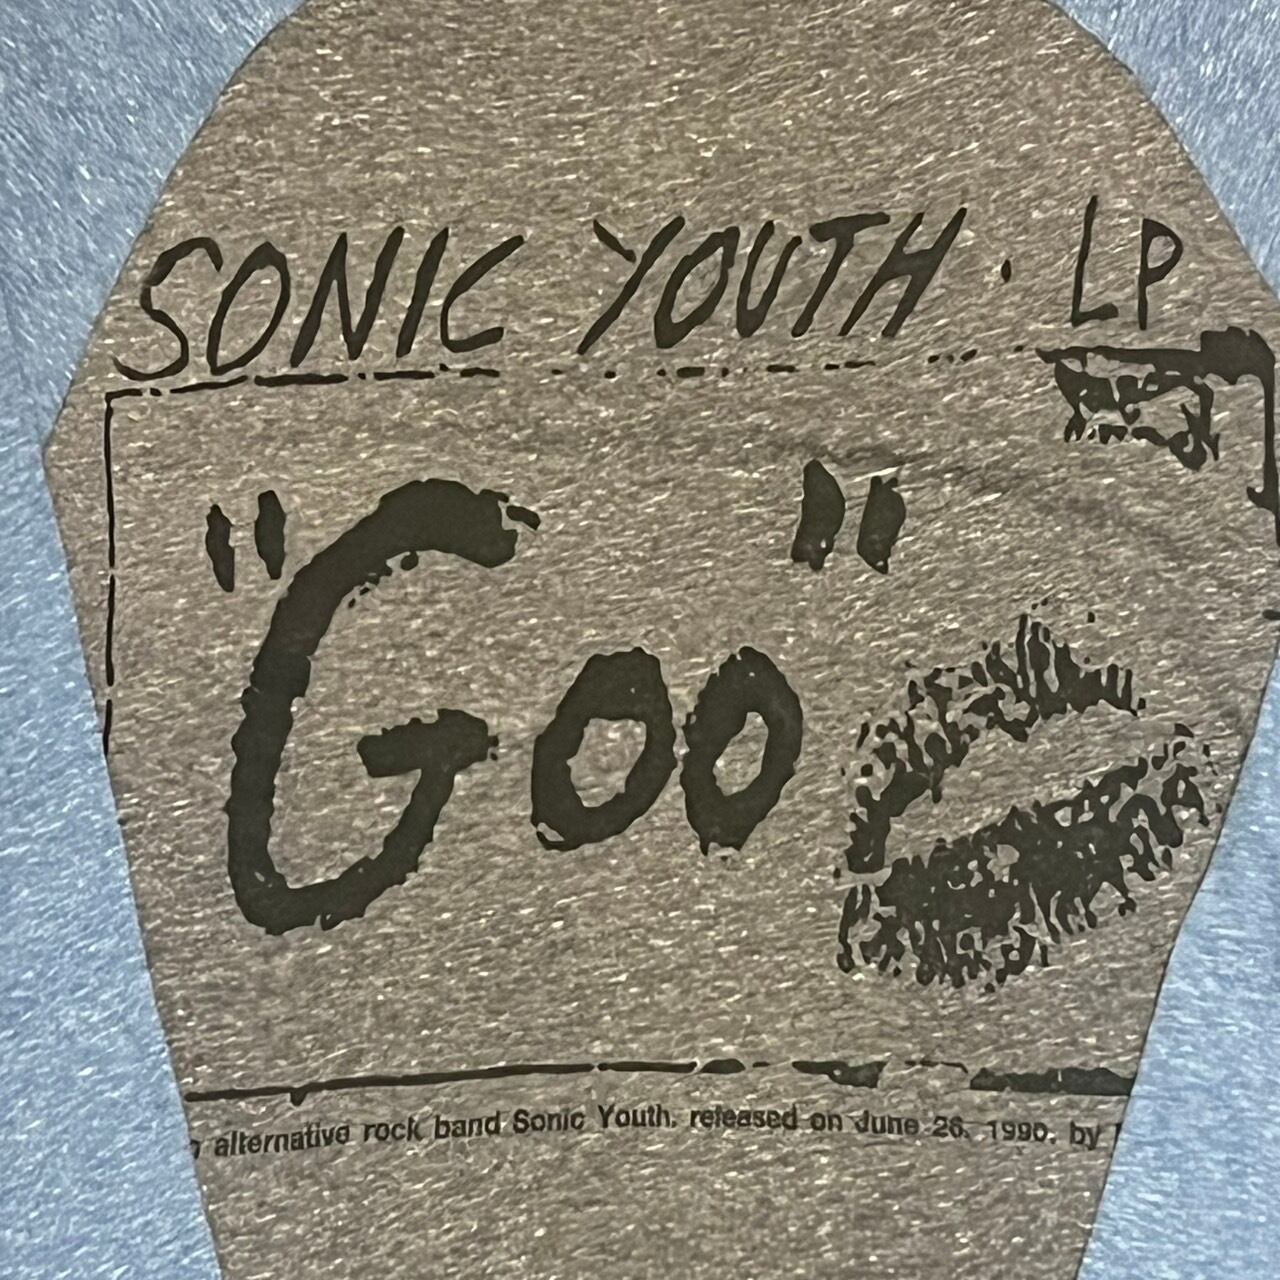 SONIC YOUTH · LP
"Goo"
alternative rock band Sonic Youth, released on June 26, 1990, by